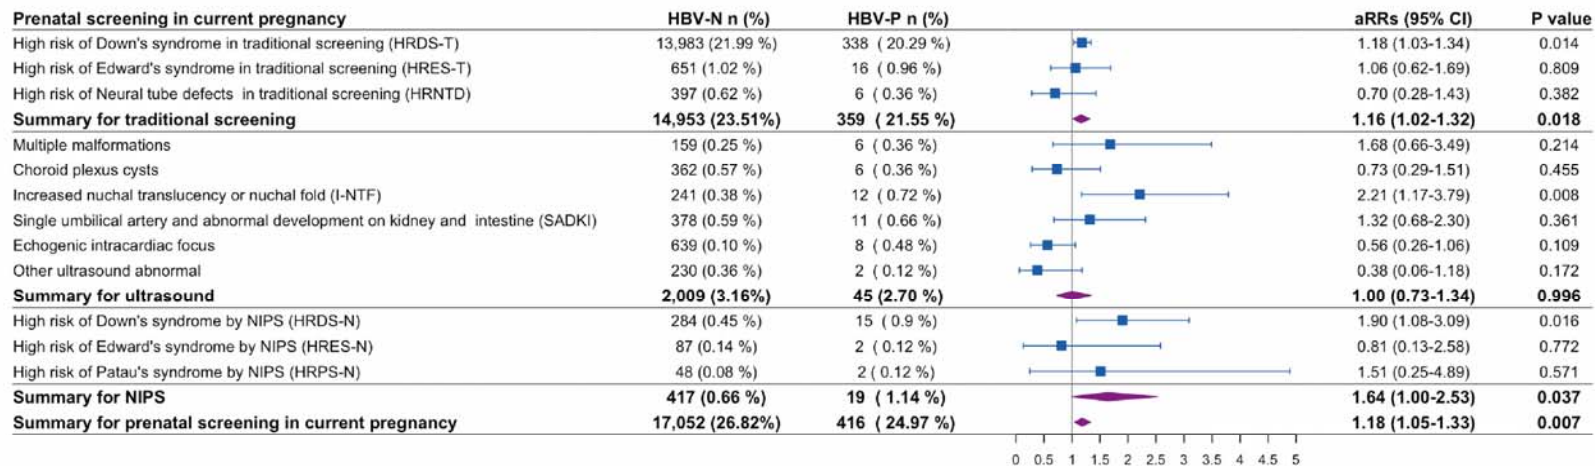 Prenatal screening in current pregnancy HBV-N n (%) HBV-P n (%) aRRs (95% CI) P value
High risk of Down's syndrome in traditional screening (HRDS-T) 13,983 (21.99 %) 338 ( 20.29 %) 1.18 (1.03-1.34) 0.014
High risk of Edward's syndrome in traditional screening (HRES-T) 651 (1.02 %) 16 ( 0.96 %) 1.06 (0.62-1.69) 0.809
High risk of Neural tube defects in traditional screening (HRNTD) 397 (0.62 %) 6 ( 0.36 %) 0.70 (0.28-1.43) 0.382
Summary for traditional screening 14,953 (23.51%) 359 ( 21.55 %) 1.16 (1.02-1.32) 0.018
Multiple malformations 159 (0.25 %) 6 ( 0.36 %) 1.68 (0.66-3.49) 0.214
Choroid plexus cysts 362 (0.57 %) 6 ( 0.36 %) 0.73 (0.29-1.51) 0.455
Increased nuchal translucency or nuchal fold (I-NTF) 241 (0.38 %) 12 ( 0.72 %) 2.21 (1.17-3.79) 0.008
Single umbilical artery and abnormal development on kidney and intestine (SADKI) 378 (0.59 %) 11 ( 0.66 %) 1.32 (0.68-2.30) 0.361
Echogenic intracardiac focus 639 (0.10 %) 8 ( 0.48 %) 0.56 (0.26-1.06) 0.109
Other ultrasound abnormal 230 (0.36 %) 2 ( 0.12 %) 0.38 (0.06-1.18) 0.172
Summary for ultrasound 2,009 (3.16%) 45 (2.70 %) 1.00 (0.73-1.34) 0.996
High risk of Down's syndrome by NIPS (HRDS-N) 284 (0.45 %) 15 ( 0.9 %) 1.90 (1.08-3.09) 0.016
High risk of Edward's syndrome by NIPS (HRES-N) 87 (0.14 %) 2 ( 0.12 %) 0.81 (0.13-2.58) 0.772
High risk of Patau's syndrome by NIPS (HRPS-N) 48 (0.08 %) 2 ( 0.12 %) 1.51 (0.25-4.89) 0.571
Summary for NIPS 417 (0.66 %) 19 ( 1.14 %) 1.64 (1.00-2.53) 0.037
Summary for prenatal screening in current pregnancy 17,052 (26.82%) 416 ( 24.97 %) 1.18 (1.05-1.33) 0.007
0 0.5 1 1.5 2 2.5 3 3.5 4 4.5 5